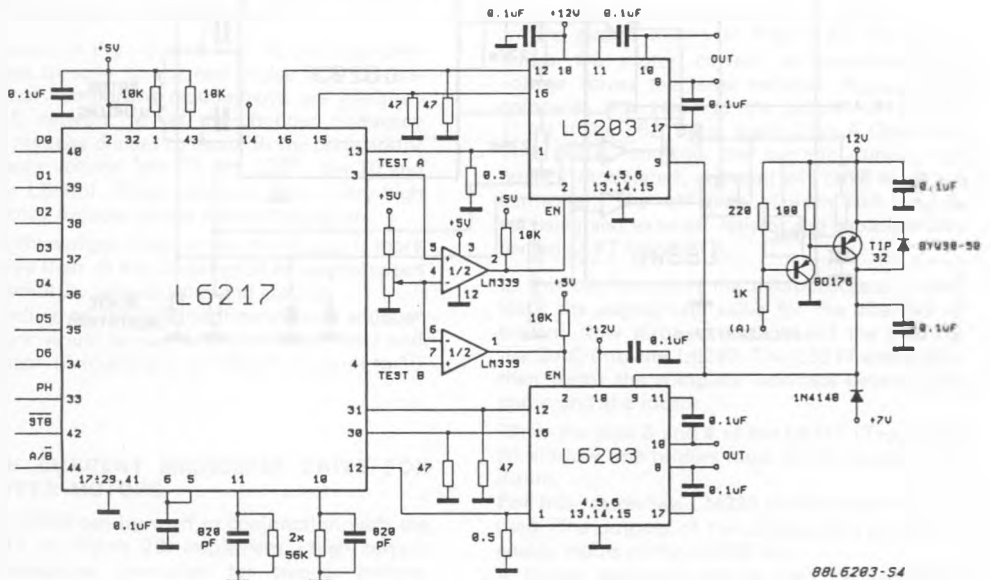 0.1uF +12V 0.1uF
+5V
0.1uF 10K 10K
12 18 11 10 OUT
16 8
47 47 0.1uF
L6203 17
D0 2 32 43 14 16 15
40 13 1 9 12V
TEST A
D1 3
39 0.5 4,5,6
2 13,14,15
EN
D2
38
+5V +5V 10K 0.1uF
220 100
D3 5 3
37 4 1/2 2
LM339
12
+5V
TIP
32 BYW98-50
D4
36
L6217
BD176
1K
(A)
D5
35
6 10K +12V 0.1uF
7 1/2 1
LM339
0.1uF
D6
34 4
TEST B EN
PH
33
2 18 9 11
1N4148
+7V
STB
42
31 12
30 16
L6203
0.1uF
10 OUT
8
A/B
44 12
17 29 41 6 5 11 10
47 47
4,5,6
1 13,14,15 17
0.1uF
0.1uF 820 pF 2x 56K 820 pF
0.5
88L6203-54